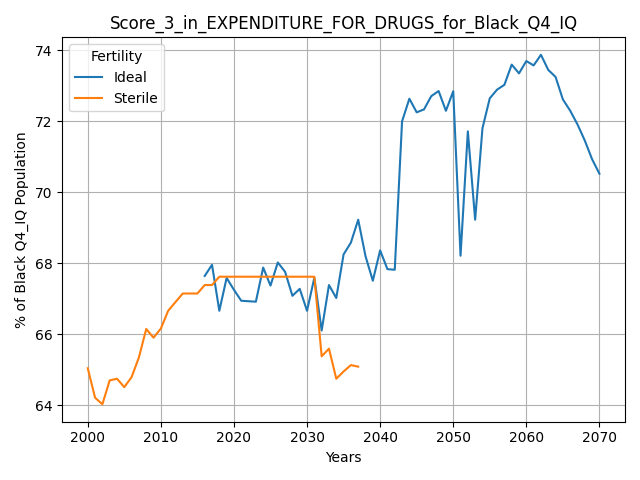 Score_3_in_EXPENDITURE_FOR_DRUGS_for_Black_Q4_IQ
Fertility
Ideal
Sterile
% of Black Q4_IQ Population
74
72
70
68
66
64
2000 2010 2020 2030 2040 2050 2060 2070
Years